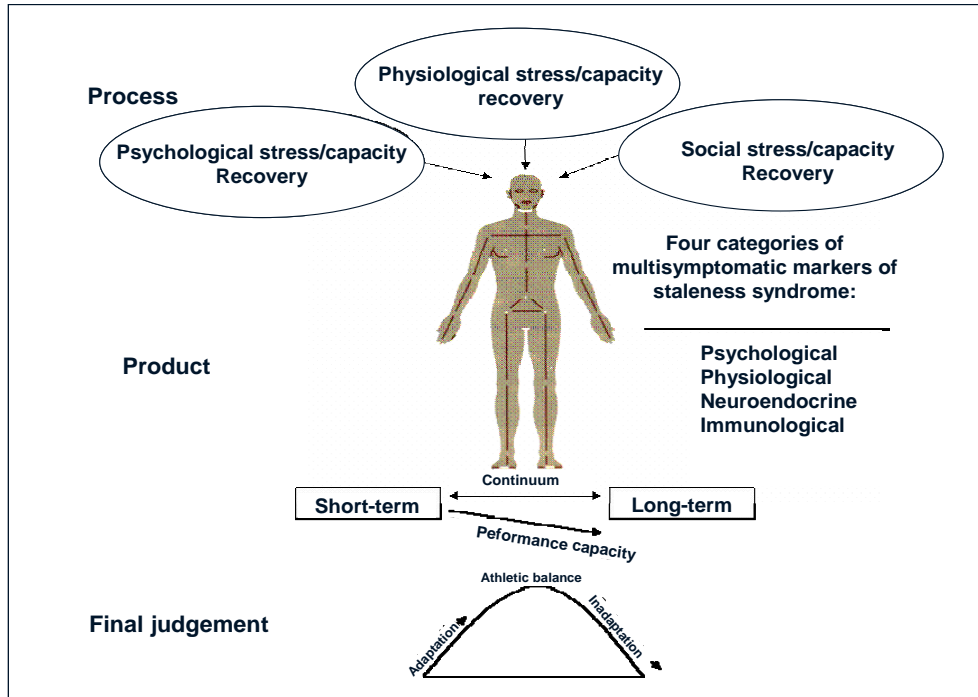 Process
Physiological stress/capacity
recovery
Psychological stress/capacity
Recovery
Social stress/capacity
Recovery
Four categories of
multisymptomatic markers of
staleness syndrome:
Product
Psychological
Physiological
Neuroendocrine
Immunological
Continuum
Short-term
Long-term
Peformance capacity
Athletic balance
Final judgement
Adaptation
Inadaptation